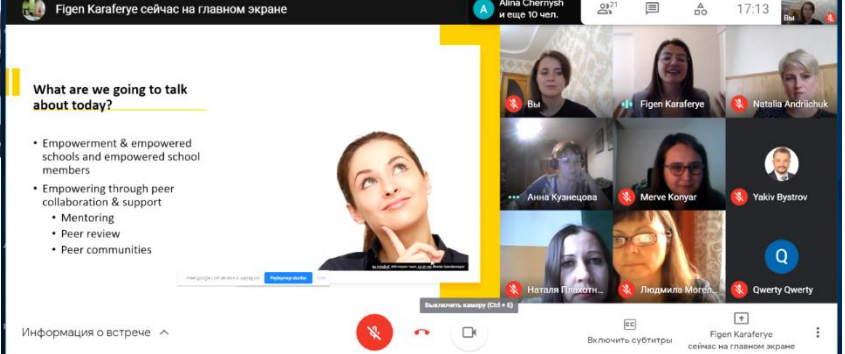 Figen Karaferye сейчас на главном экране
A
Alina Chernysh
и еще 10 чел.
21
17:13
Вы
What are we going to talk
about today?
• Empowerment & empowered
schools and empowered school
members
• Empowering through peer
collaboration & support
• Mentoring
• Peer review
• Peer communities
Вы
Figen Karaferye
Natalia Andriichuk
Анна Кузнецова
Merve Konyar
Yakiv Bystrov
Q
Наталя Плохотн...
Людмила Могел...
Qwerty Qwerty
Выключить камеру (Ctrl + E)
Информация о встрече
CC
Включить субтитры
Figen Karaferye
сейчас на главном экране